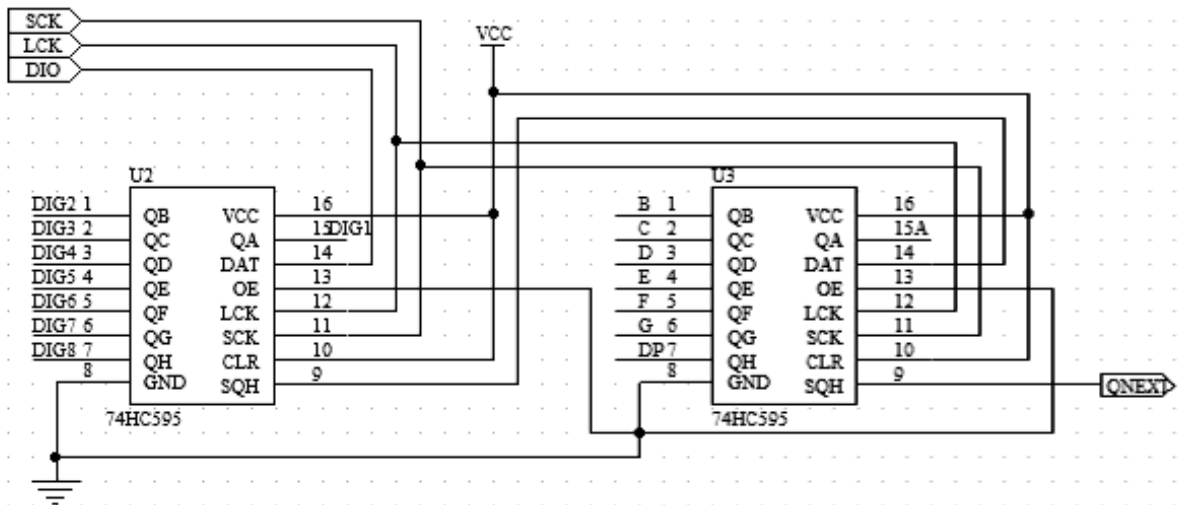 SCK
LCK
DIO
VCC
U2
DIG2 1 QB VCC 16
DIG3 2 QC QA 15 DIG1
DIG4 3 QD DAT 14
DIG5 4 QE OE 13
DIG6 5 QF LCK 12
DIG7 6 QG SCK 11
DIG8 7 QH CLR 10
8 GND SQH 9
74HC595
U3
B 1 QB VCC 16
C 2 QC QA 15 A
D 3 QD DAT 14
E 4 QE OE 13
F 5 QF LCK 12
G 6 QG SCK 11
DP 7 QH CLR 10
8 GND SQH 9
74HC595
QNEXT